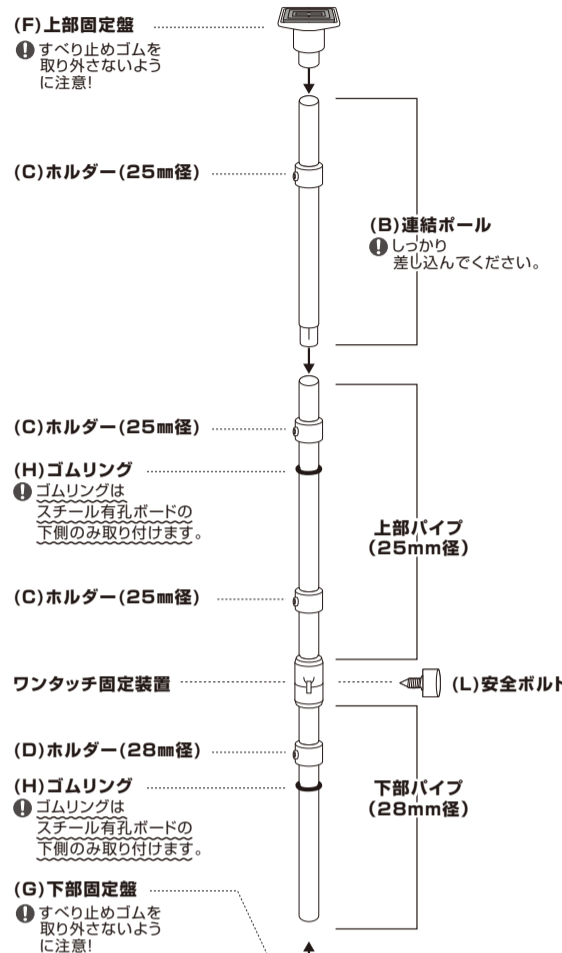 (F)上部固定盤
すべり止めゴムを
取り外さないよう
に注意!
(C)ホルダー(25㎜径)
(B)連結ポール
しっかり
差し込んでください。
(C)ホルダー(25㎜径)
(H)ゴムリング
ゴムリングは
スチール有孔ボードの
下側のみ取り付けます。
上部パイプ
(25mm径)
(C)ホルダー(25㎜径)
ワンタッチ固定装置
(L)安全ボルト
(D)ホルダー(28㎜径)
(H)ゴムリング
ゴムリングは
スチール有孔ボードの
下側のみ取り付けます。
下部パイプ
(28mm径)
(G)下部固定盤
すべり止めゴムを
取り外さないよう
に注意!